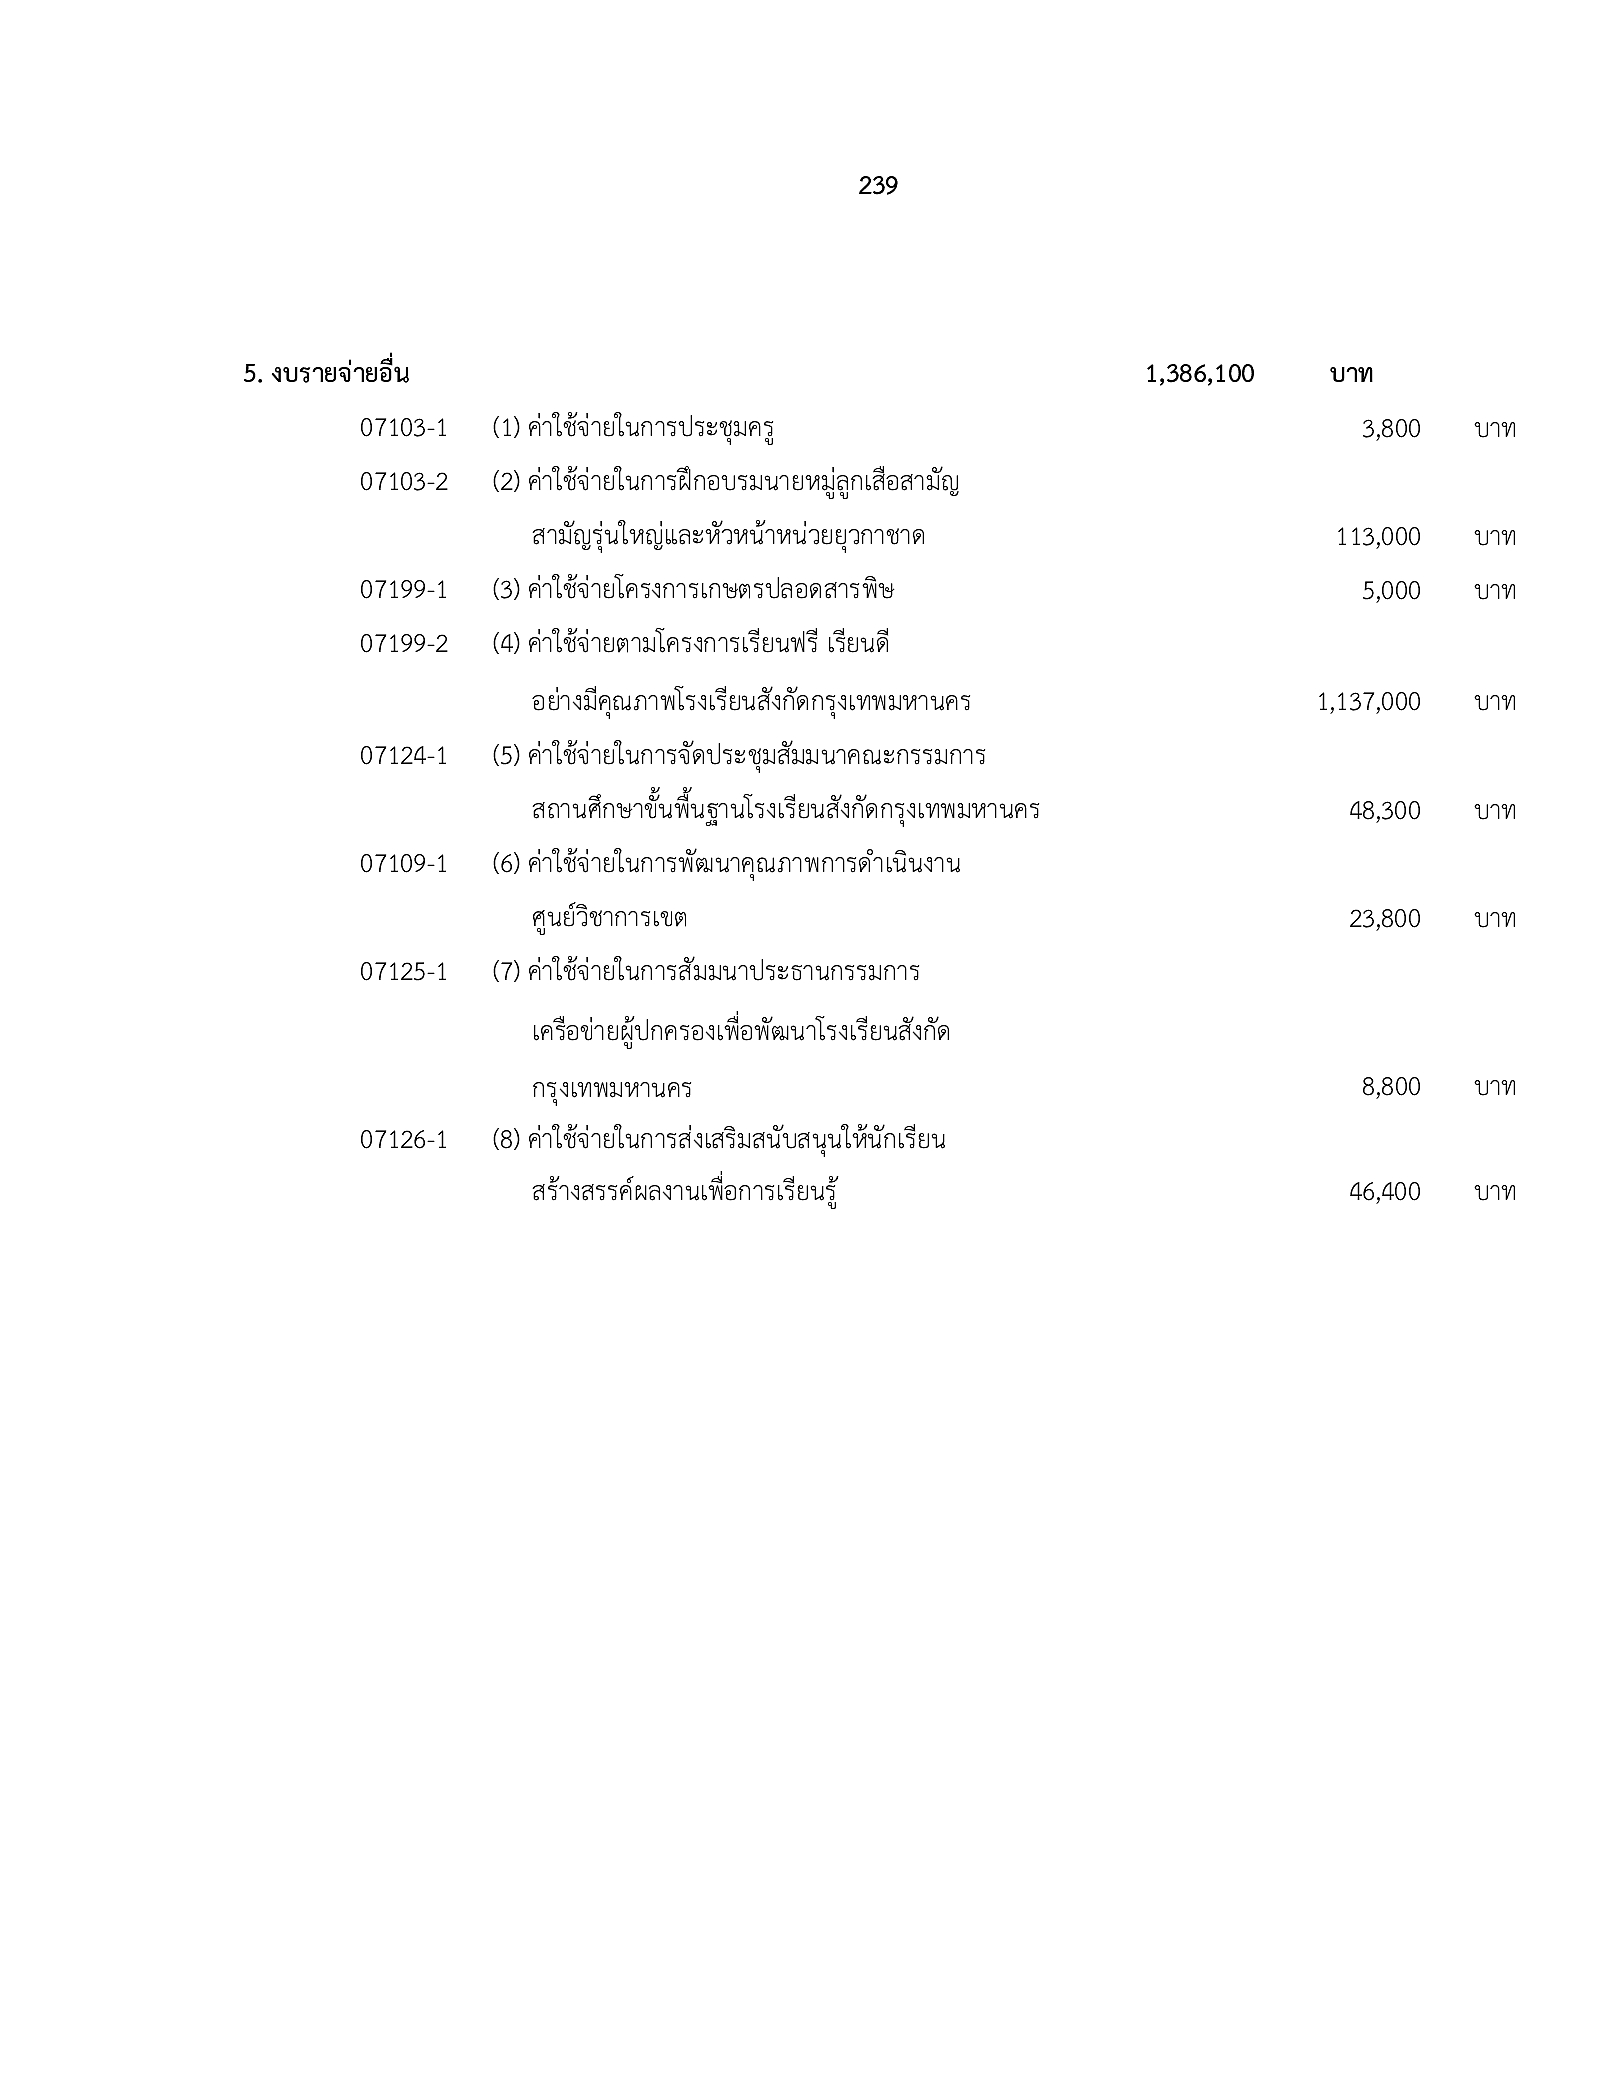 239
5. งบรายจ่ายอื่น 1,386,100 บาท
07103-1 (1) ค่าใช้จ่ายในการประชุมครู 3,800 บาท
07103-2 (2) ค่าใช้จ่ายในการฝึกอบรมนายหมู่ลูกเสือสามัญ
สามัญรุ่นใหญ่และหัวหน้าหน่วยยุวกาชาด 113,000 บาท
07199-1 (3) ค่าใช้จ่ายโครงการเกษตรปลอดสารพิษ 5,000 บาท
07199-2 (4) ค่าใช้จ่ายตามโครงการเรียนฟรี เรียนดี
อย่างมีคุณภาพโรงเรียนสังกัดกรุงเทพมหานคร 1,137,000 บาท
07124-1 (5) ค่าใช้จ่ายในการจัดประชุมสัมมนาคณะกรรมการ
สถานศึกษาขั้นพื้นฐานโรงเรียนสังกัดกรุงเทพมหานคร 48,300 บาท
07109-1 (6) ค่าใช้จ่ายในการพัฒนาคุณภาพการดำเนินงาน
ศูนย์วิชาการเขต 23,800 บาท
07125-1 (7) ค่าใช้จ่ายในการสัมมนาประธานกรรมการ
เครือข่ายผู้ปกครองเพื่อพัฒนาโรงเรียนสังกัด
กรุงเทพมหานคร 8,800 บาท
07126-1 (8) ค่าใช้จ่ายในการส่งเสริมสนับสนุนให้นักเรียน
สร้างสรรค์ผลงานเพื่อการเรียนรู้ 46,400 บาท